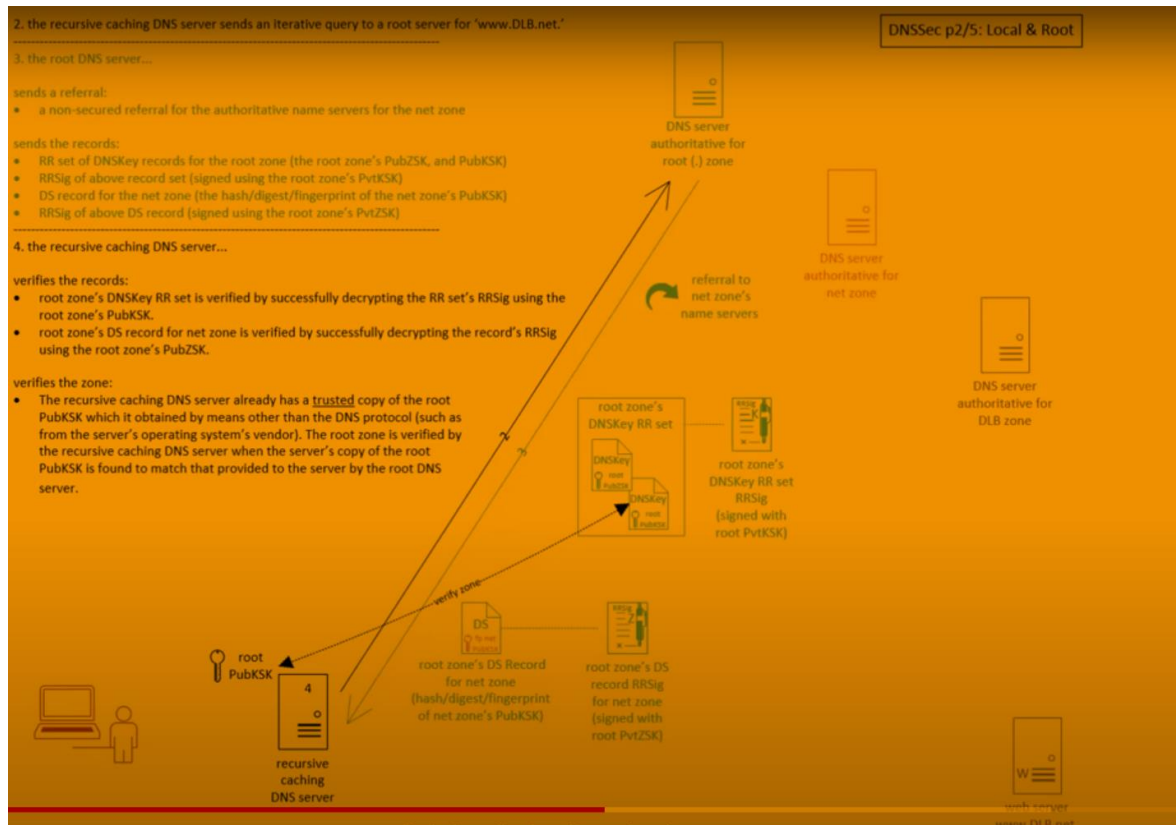 2. the recursive caching DNS server sends an iterative query to a root server for 'www.DLB.net.'
DNSSec p2/5: Local & Root
3. the root DNS server...
sends a referral:
• a non-secured referral for the authoritative name servers for the net zone
sends the records:
• RR set of DNSKey records for the root zone (the root zone's PubZSK, and PubKSK)
• RRSig of above record set (signed using the root zone's PvtKSK)
• DS record for the net zone (the hash/digest/fingerprint of the net zone's PubKSK)
• RRSig of above DS record (signed using the root zone's PvtZSK)
4. the recursive caching DNS server...
verifies the records:
• root zone's DNSKey RR set is verified by successfully decrypting the RR set's RRSig using the
root zone's PubKSK.
• root zone's DS record for net zone is verified by successfully decrypting the record's RRSig
using the root zone's PubZSK.
verifies the zone:
• The recursive caching DNS server already has a trusted copy of the root
PubKSK which it obtained by means other than the DNS protocol (such as
from the server's operating system's vendor). The root zone is verified by
the recursive caching DNS server when the server's copy of the root
PubKSK is found to match that provided to the server by the root DNS
server.
DNS server
authoritative for
root (.) zone
DNS server
authoritative for
net zone
referral to
net zone's
name servers
DNS server
authoritative for
DLB zone
2
3
root zone's
DNSKey RR set
DNSKey
root
PubZSK
DNSKey
root
PubKSK
RRSig
K
x
root zone's
DNSKey RR set
RRSig
(signed with
root PvtKSK)
verify zone
DS
fp net
PubKSK
root zone's DS Record
for net zone
(hash/digest/fingerprint
of net zone's PubKSK)
RRSig
Z
x
root zone's DS
record RRSig
for net zone
(signed with
root PvtZSK)
root
PubKSK
4
recursive
caching
DNS server
W
web server
www.DLB.net